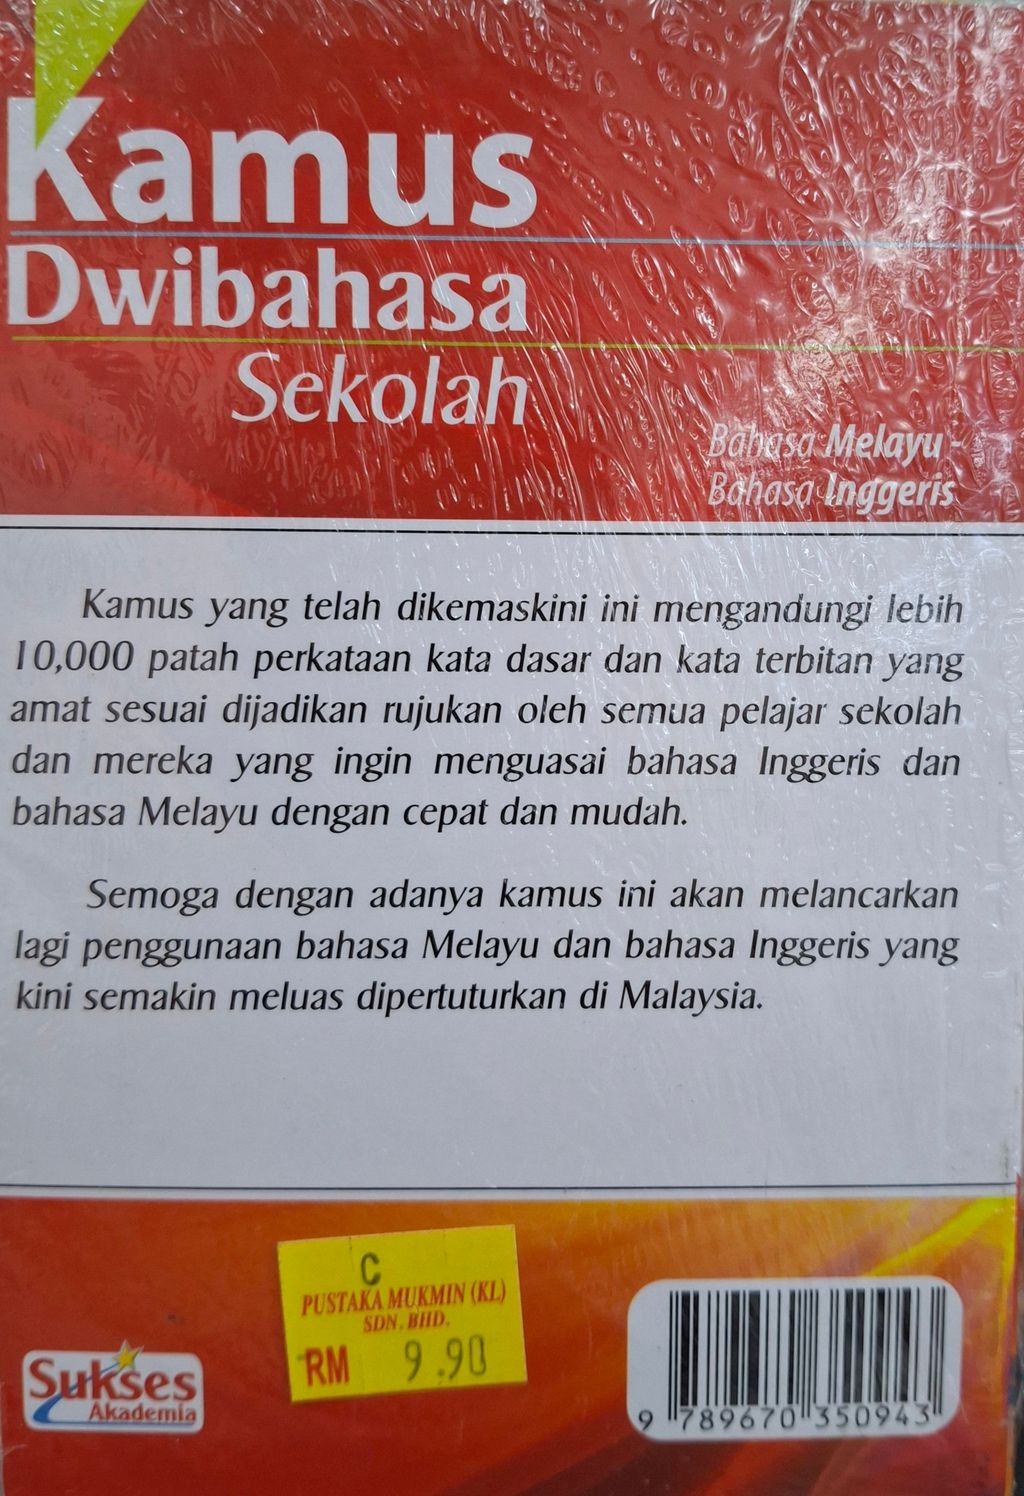 Kamus
Dwibahasa
Sekolah
Bahasa Melayu -
Bahasa Inggeris
Kamus yang telah dikemaskini ini mengandungi lebih
10,000 patah perkataan kata dasar dan kata terbitan yang
amat sesuai dijadikan rujukan oleh semua pelajar sekolah
dan mereka yang ingin menguasai bahasa Inggeris dan
bahasa Melayu dengan cepat dan mudah.
Semoga dengan adanya kamus ini akan melancarkan
lagi penggunaan bahasa Melayu dan bahasa Inggeris yang
kini semakin meluas dipertuturkan di Malaysia.
C
PUSTAKA MUKMIN (KL)
SDN. BHD.
RM 9.90
Sukses
Akademia
9 789670 350943